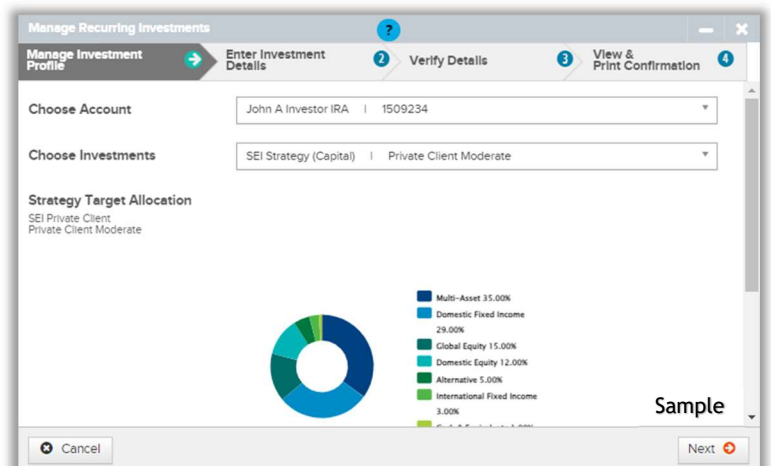 Manage Recurring Investments
?
Manage Investment
Profile
Enter Investment
Details
2
Verify Details
3
View &
Print Confirmation
4
Choose Account
John A Investor IRA | 1509234
Choose Investments
SEI Strategy (Capital) | Private Client Moderate
Strategy Target Allocation
SEI Private Client
Private Client Moderate
Multi-Asset 35.00%
Domestic Fixed Income
29.00%
Global Equity 15.00%
Domestic Equity 12.00%
Alternative 5.00%
International Fixed Income
3.00%
Sample
Cancel
Next